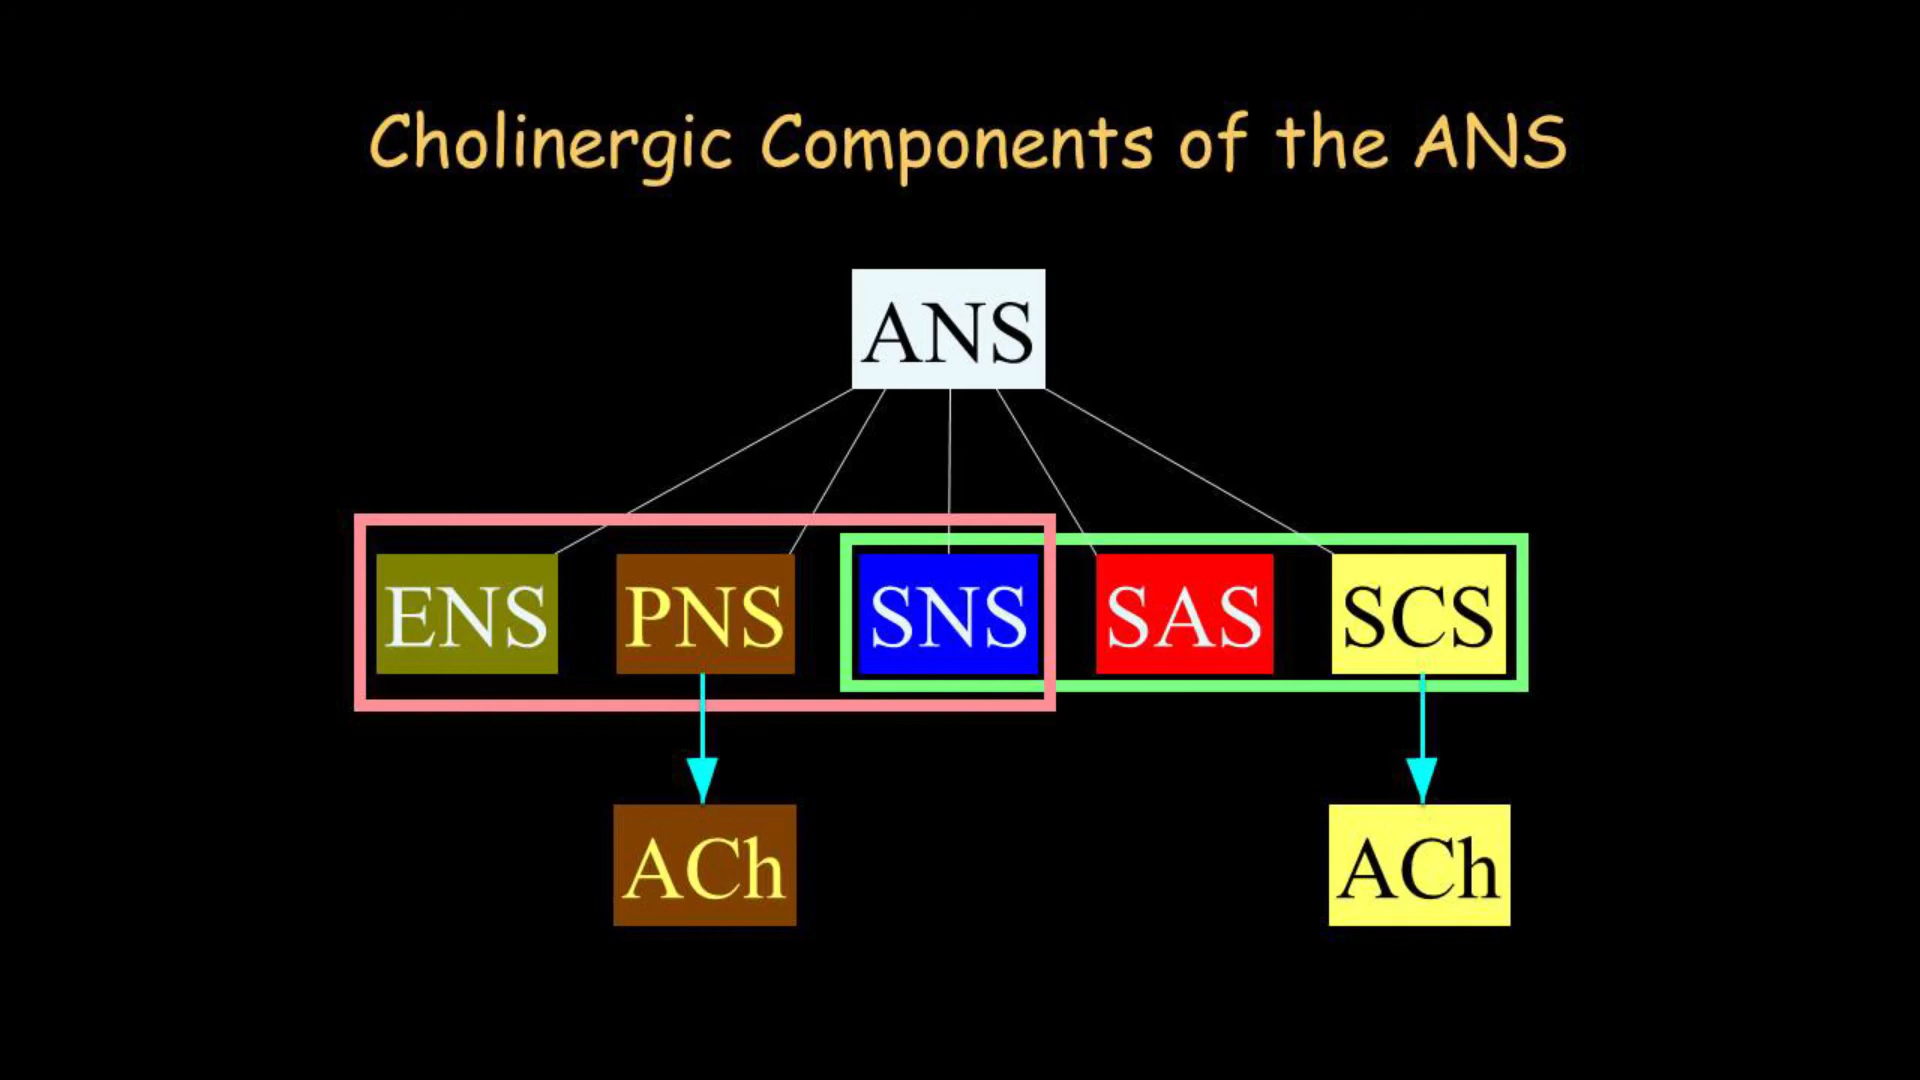 Cholinergic Components of the ANS
ANS
ENS PNS SNS SAS SCS
ACh ACh